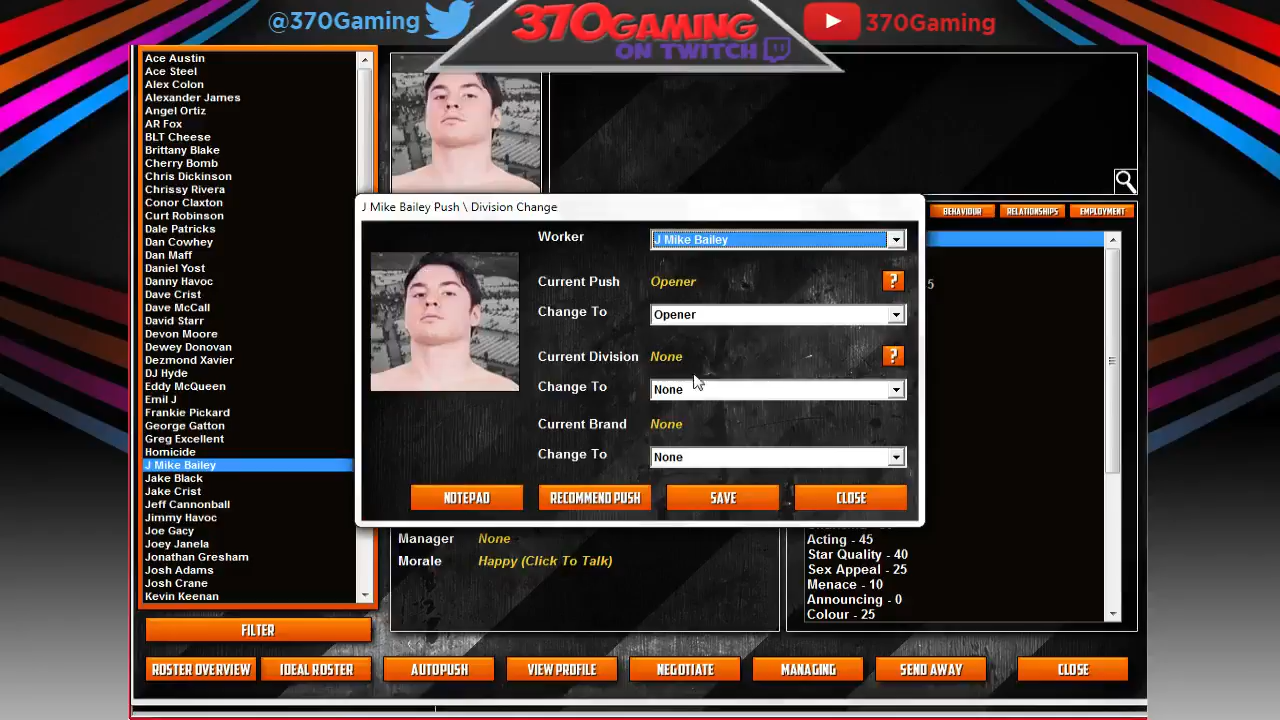 @370Gaming
370GAMING
ON TWITCH
370Gaming
Ace Austin
Ace Steel
Alex Colon
Alexander James
Angel Ortiz
AR Fox
BLT Cheese
Brittany Blake
Cherry Bomb
Chris Dickinson
Chrissy Rivera
Conor Claxton
Curt Robinson
Dale Patricks
Dan Cowhey
Dan Maff
Daniel Yost
Danny Havoc
Dave Crist
Dave McCall
David Starr
Devon Moore
Dewey Donovan
Dezmond Xavier
DJ Hyde
Eddy McQueen
Emil J
Frankie Pickard
George Gatton
Greg Excellent
Homicide
J Mike Bailey
Jake Black
Jake Crist
Jeff Cannonball
Jimmy Havoc
Joe Gacy
Joey Janela
Jonathan Gresham
Josh Adams
Josh Crane
Kevin Keenan
FILTER
BEHAVIOUR RELATIONSHIPS EMPLOYMENT
5
J Mike Bailey Push \ Division Change
Worker J Mike Bailey
Current Push Opener ?
Change To Opener
Current Division None ?
Change To None
Current Brand None
Change To None
NOTEPAD RECOMMEND PUSH SAVE CLOSE
Manager None
Morale Happy (Click To Talk)
Acting - 45
Star Quality - 40
Sex Appeal - 25
Menace - 10
Announcing - 0
Colour - 25
ROSTER OVERVIEW IDEAL ROSTER AUTOPUSH VIEW PROFILE NEGOTIATE MANAGING SEND AWAY CLOSE